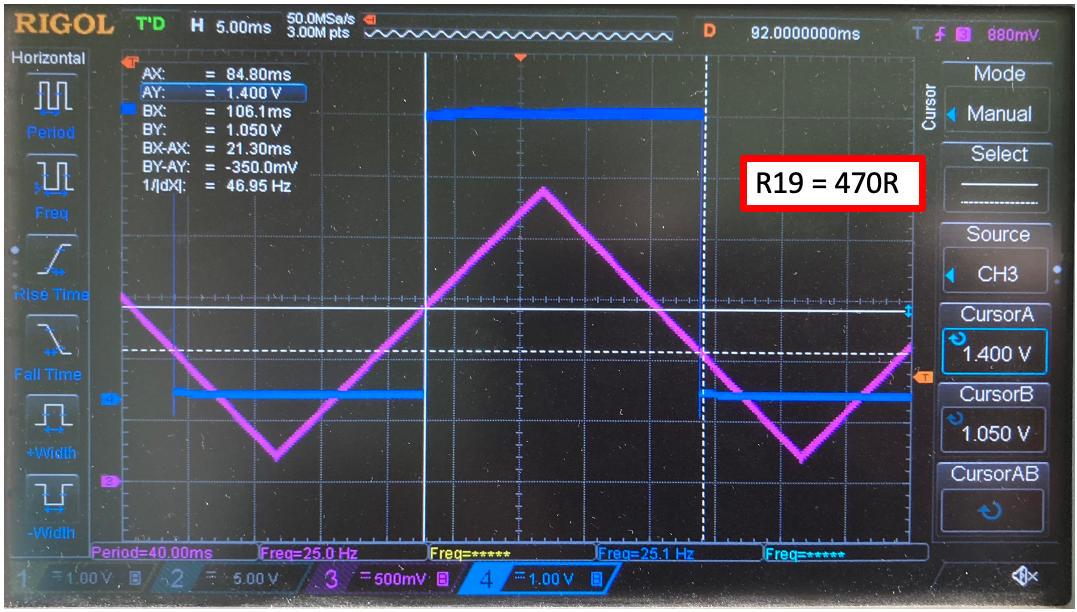 RIGOL T'D H 5.00ms 50.0MSa/s 3.00M pts D 92.0000000ms T 3 880mV
Horizontal
Period
Freq
Rise Time
Fall Time
+Width
-Width
AX: = 84.80ms
AY: = 1.400 V
BX: = 106.1ms
BY: = 1.050 V
BX-AX: = 21.30ms
BY-AY: = -350.0mV
1/|dX|: = 46.95 Hz
R19 = 470R
T
T
4
3
Cursor
Mode
Manual
Select
Source
CH3
CursorA
1.400 V
CursorB
1.050 V
CursorAB
Period=40.00ms Freq=25.0 Hz Freq=***** Freq=25.1 Hz Freq=*****
1 1.00 V B 2 5.00 V 3 500mV B 4 1.00 V B